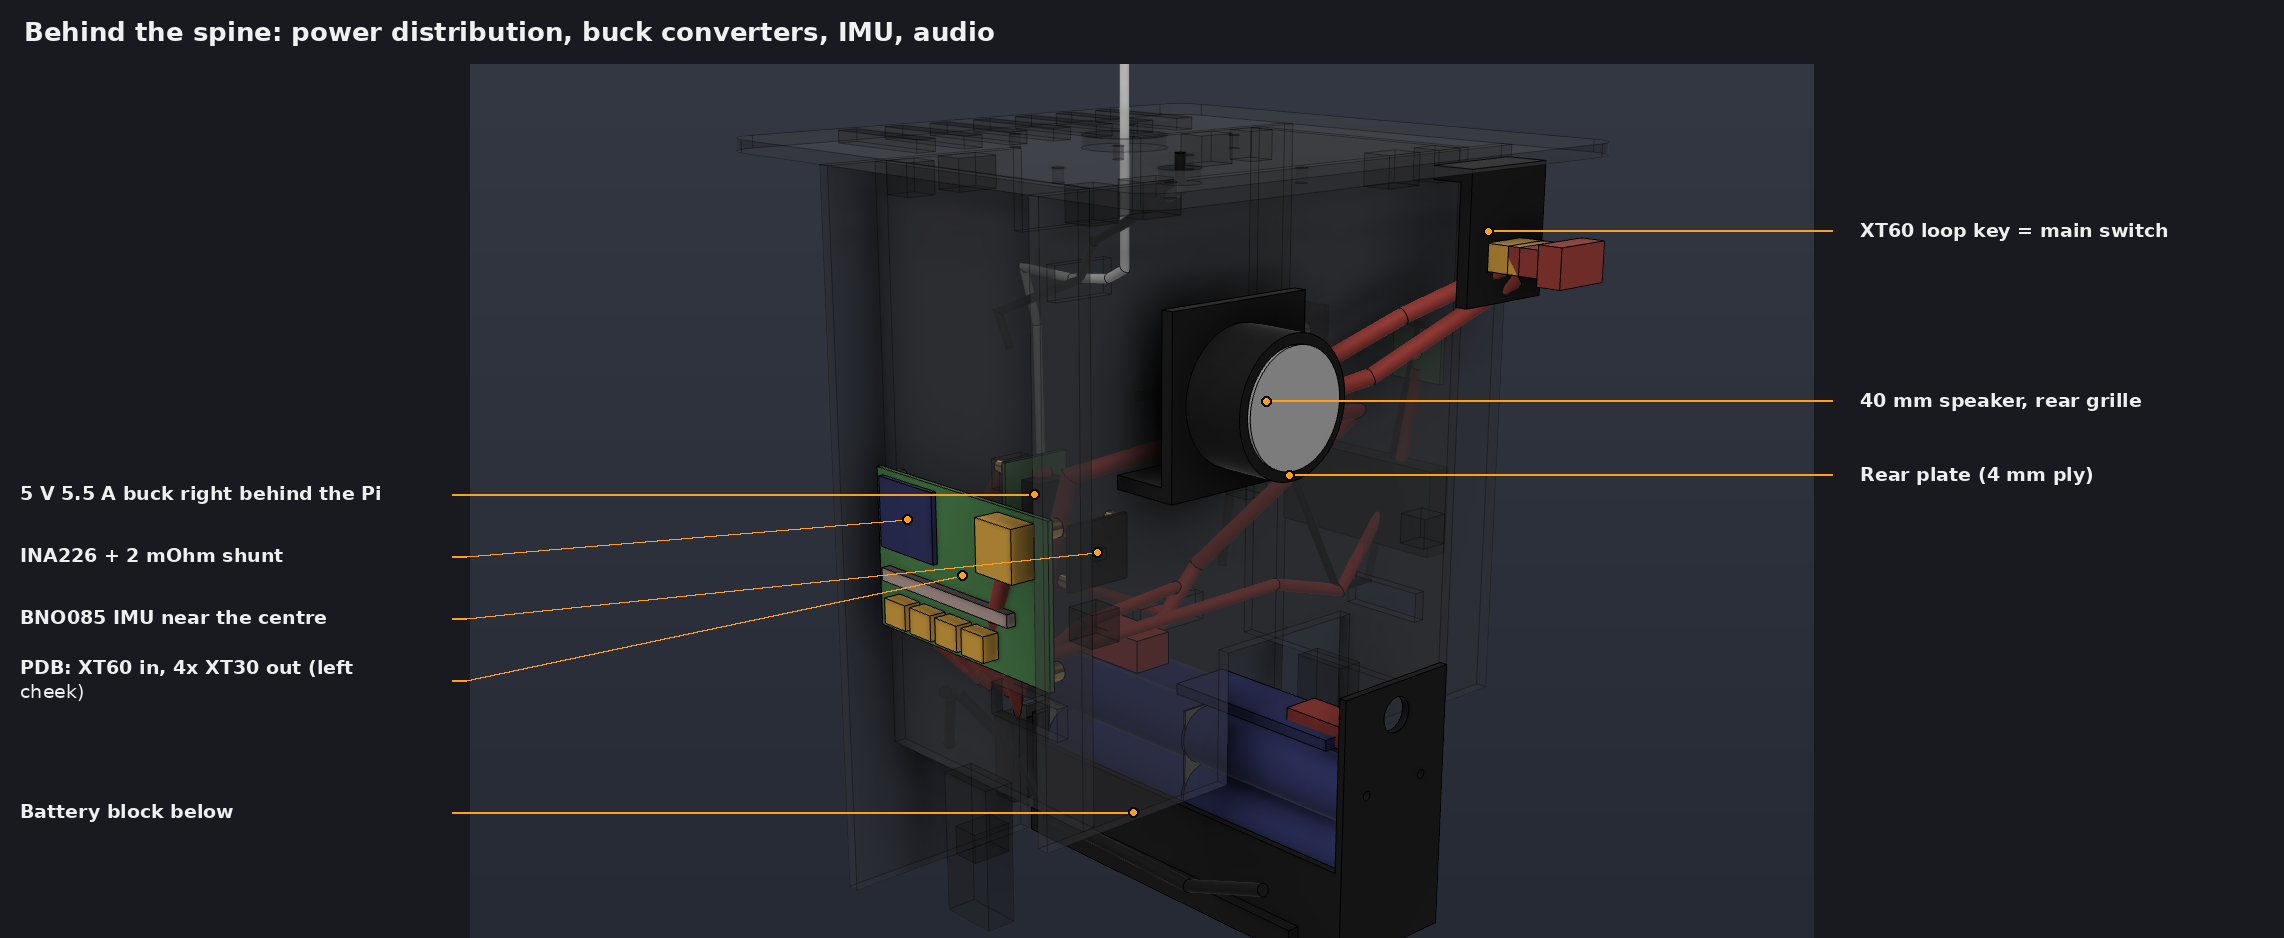 Behind the spine: power distribution, buck converters, IMU, audio
XT60 loop key = main switch
40 mm speaker, rear grille
Rear plate (4 mm ply)
5 V 5.5 A buck right behind the Pi
INA226 + 2 mOhm shunt
BNO085 IMU near the centre
PDB: XT60 in, 4x XT30 out (left
cheek)
Battery block below